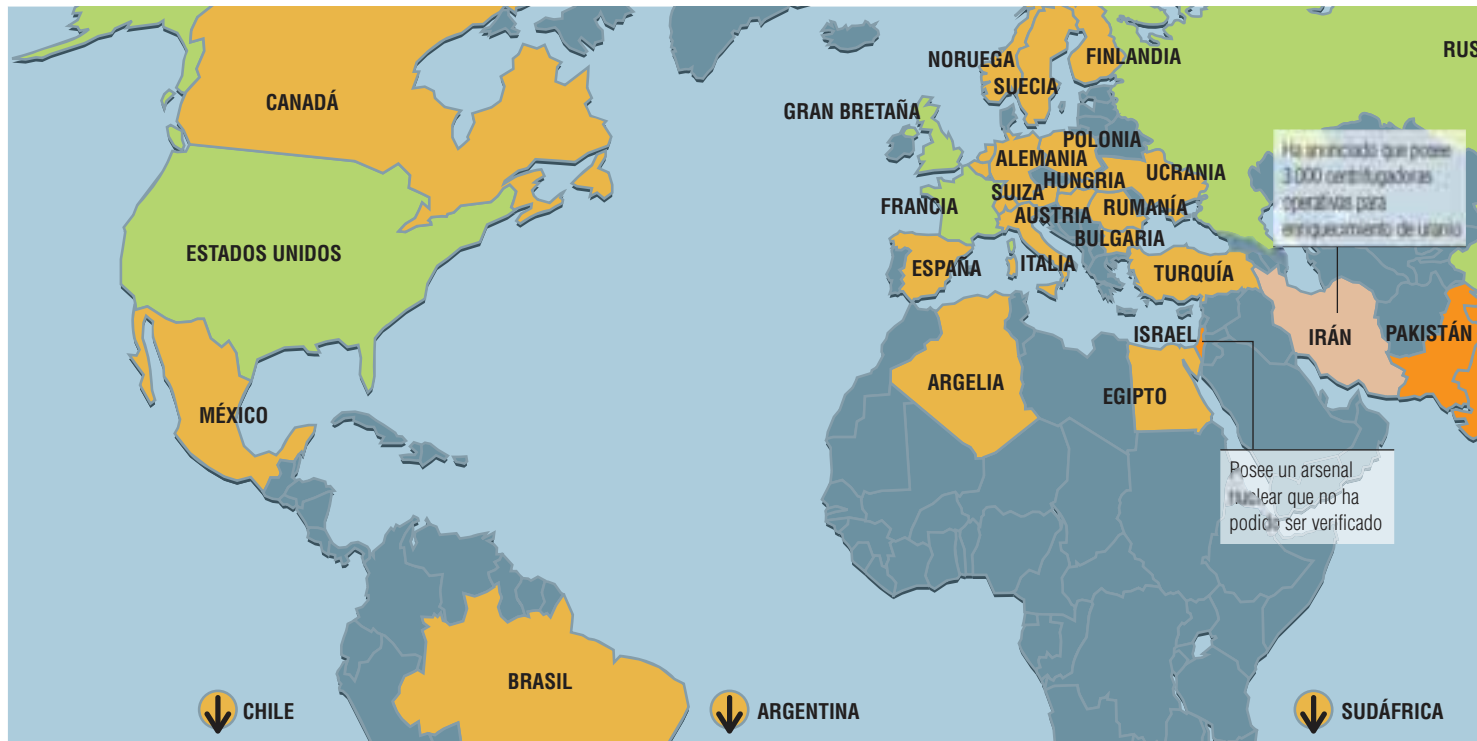 NORUEGA
FINLANDIA
RUS
SUECIA
CANADÁ
GRAN BRETAÑA
POLONIA
ALEMANIA
UCRANIA
HUNGRIA
SUIZA
FRANCIA
AUSTRIA
RUMANÍA
BULGARIA
ESTADOS UNIDOS
ESPAÑA
ITALIA
TURQUÍA
Ha anunciado que posee
3.000 centrifugadoras
operativas para
enriquecimiento de uranio
ISRAEL
IRÁN
PAKISTÁN
ARGELIA
EGIPTO
MÉXICO
Posee un arsenal
nuclear que no ha
podido ser verificado
BRASIL
CHILE
ARGENTINA
SUDÁFRICA